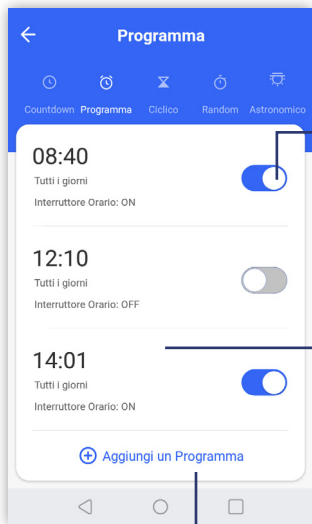 Programma
Countdown Programma Ciclico Random Astronomico
08:40
Tutti i giorni
Interruttore Orario: ON
12:10
Tutti i giorni
Interruttore Orario: OFF
14:01
Tutti i giorni
Interruttore Orario: ON
Aggiungi un Programma